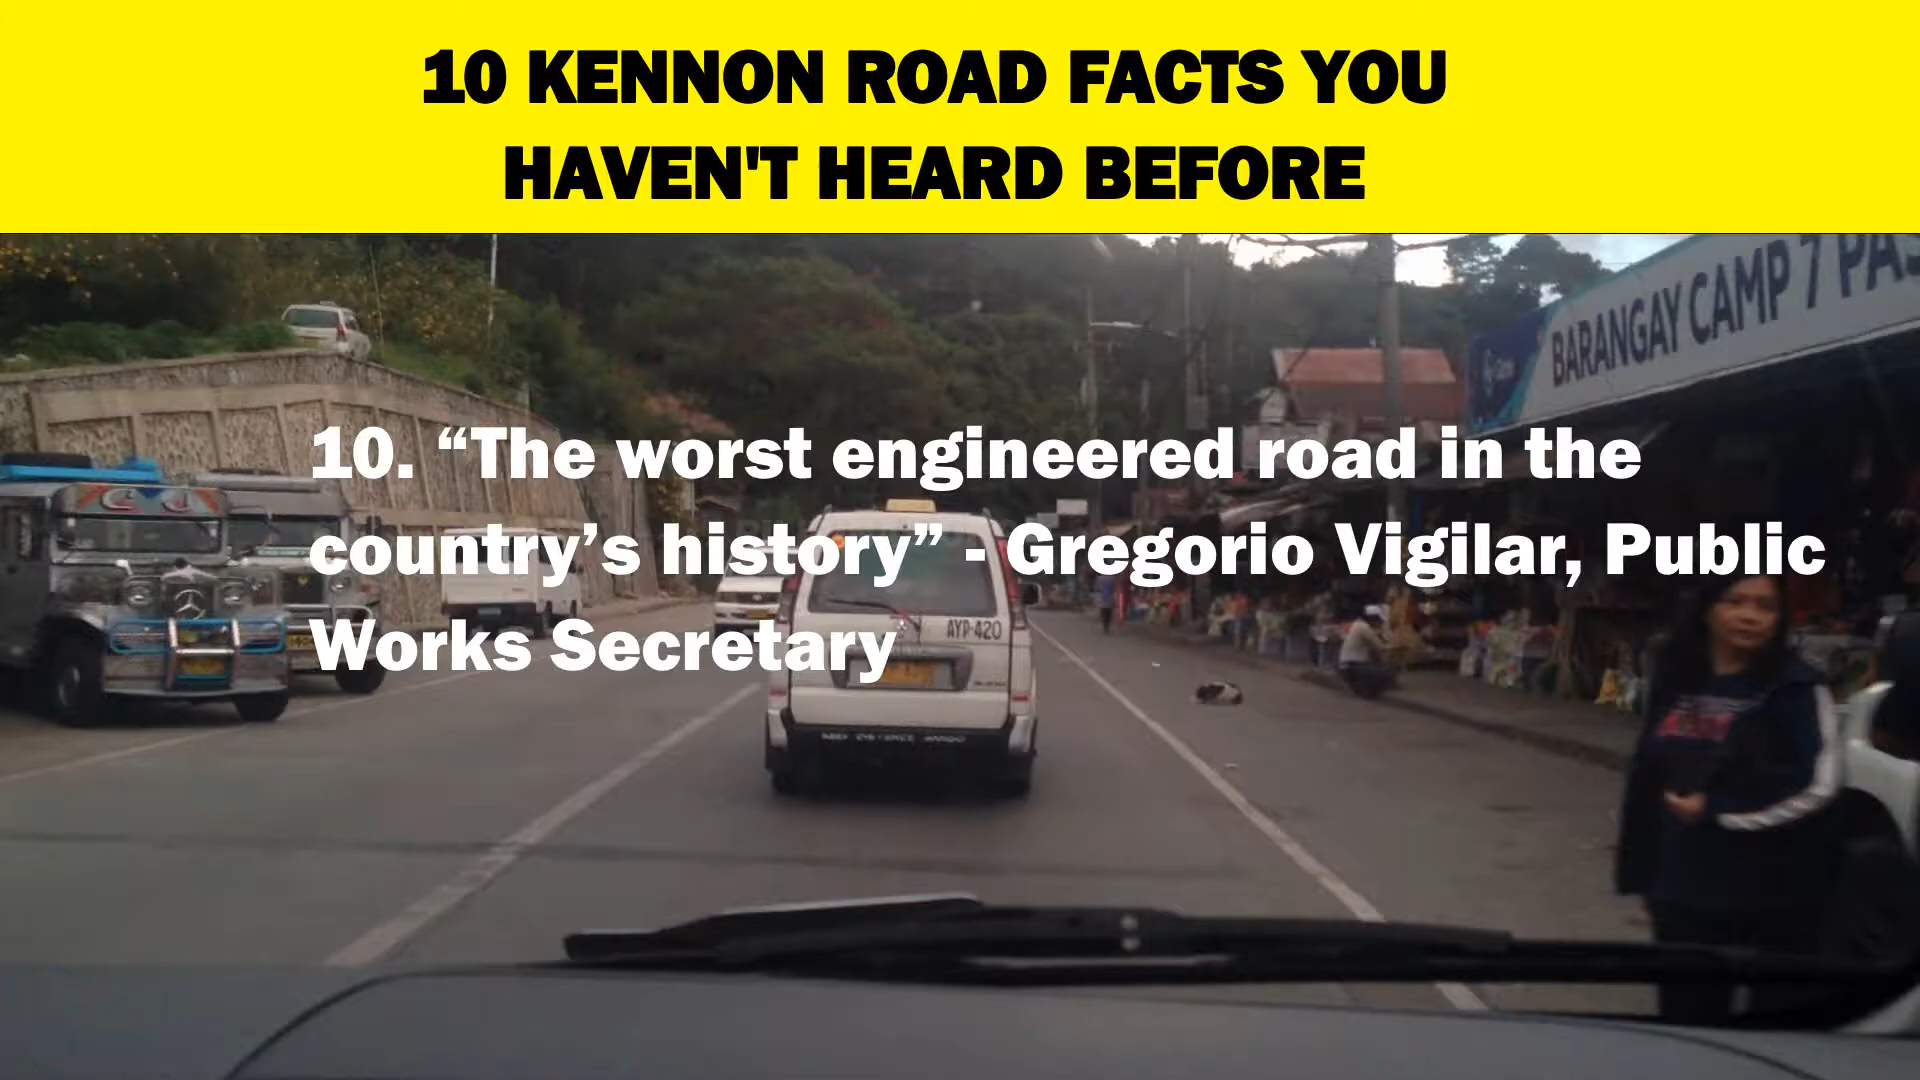 10 KENNON ROAD FACTS YOU
HAVEN'T HEARD BEFORE
BARANGAY CAMP 7 PAS
10. “The worst engineered road in the
country’s history” - Gregorio Vigilar, Public
Works Secretary
AYP-420